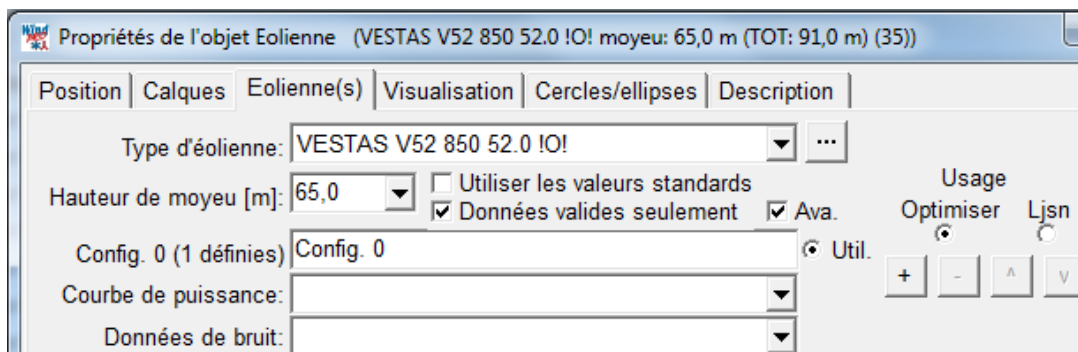 Propriétés de l'objet Eolienne (VESTAS V52 850 52.0 !O! moyeu: 65,0 m (TOT: 91,0 m) (35))
Position Calques Eolienne(s) Visualisation Cercles/ellipses Description
Type d'éolienne: VESTAS V52 850 52.0 !O! ...
Hauteur de moyeu [m]: 65,0 Utiliser les valeurs standards Usage
Données valides seulement Ava. Optimiser Ljsn
Config. 0 (1 définies) Config. 0 Util.
+ - ^ v
Courbe de puissance:
Données de bruit: